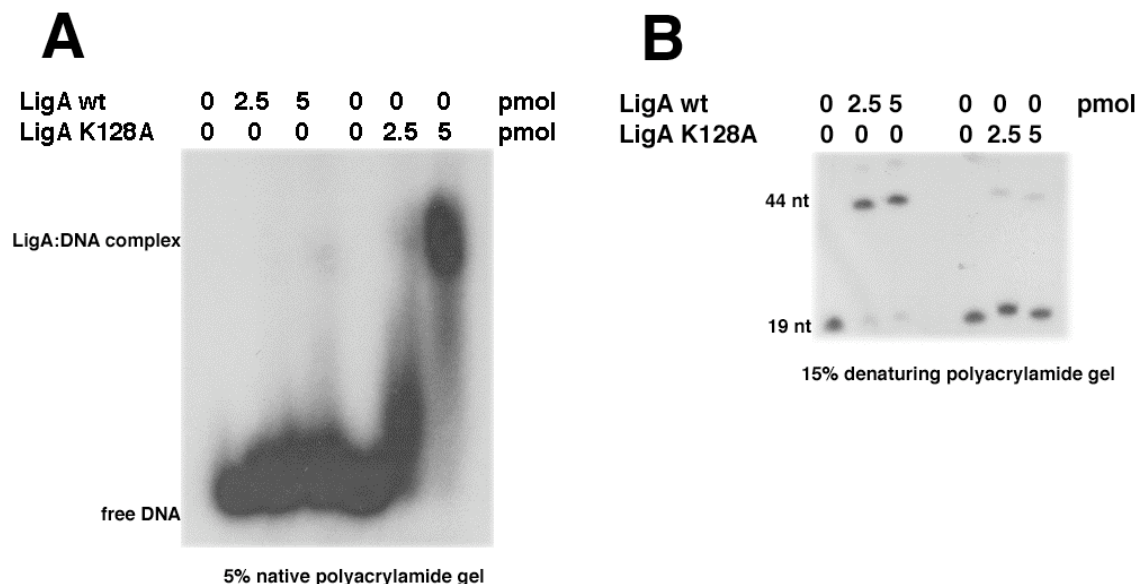 A
LigA wt 0 2.5 5 0 0 0 pmol
LigA K128A 0 0 0 0 2.5 5 pmol
LigA:DNA complex
free DNA
5% native polyacrylamide gel
B
LigA wt 0 2.5 5 0 0 0 pmol
LigA K128A 0 0 0 0 2.5 5
44 nt
19 nt
15% denaturing polyacrylamide gel